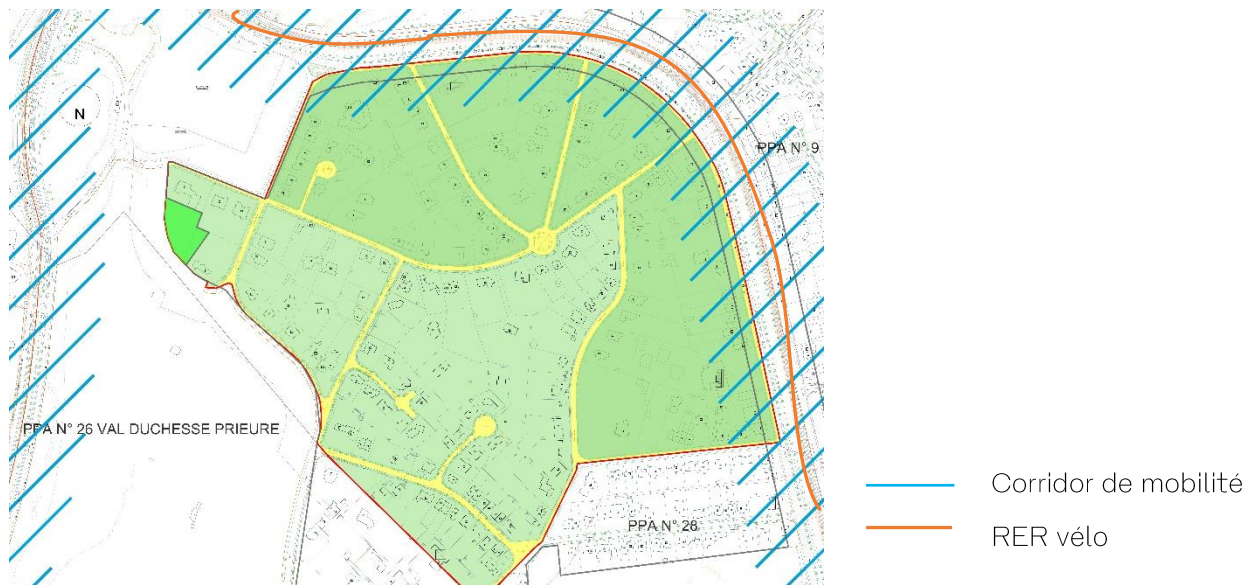 N
PPA N° 9
PPA N° 26 VAL DUCHESSE PRIEURE
PPA N° 28
Corridor de mobilité
RER vélo